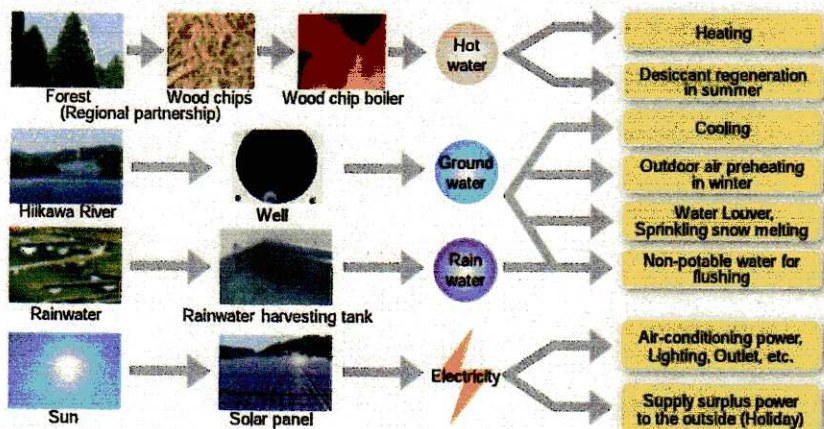 Forest
(Regional partnership)
Wood chips
Wood chip boiler
Hot
water
Heating
Desiccant regeneration
in summer
Hiikawa River
Well
Ground
water
Cooling
Outdoor air preheating
in winter
Water Louver,
Sprinkling snow melting
Rainwater
Rainwater harvesting tank
Rain
water
Non-potable water for
flushing
Sun
Solar panel
Electricity
Air-conditioning power,
Lighting, Outlet, etc.
Supply surplus power
to the outside (Holiday)